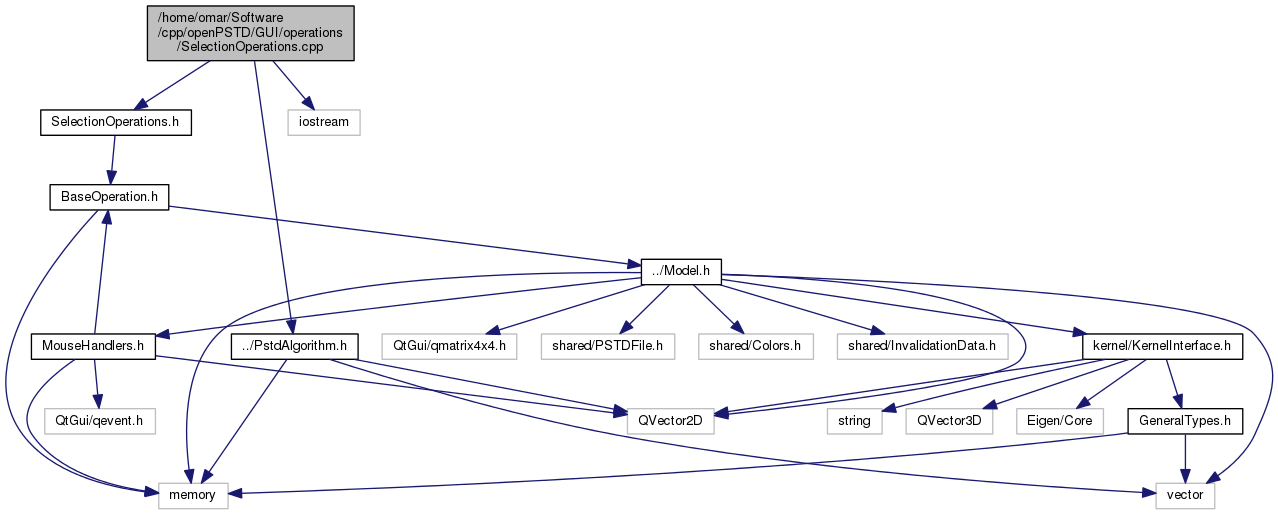 /home/omar/Software
/cpp/openPSTD/GUI/operations
/SelectionOperations.cpp
SelectionOperations.h
iostream
BaseOperation.h
../Model.h
MouseHandlers.h
../PstdAlgorithm.h
QtGui/qmatrix4x4.h
shared/PSTDFile.h
shared/Colors.h
shared/InvalidationData.h
kernel/KernelInterface.h
QtGui/qevent.h
QVector2D
string
QVector3D
Eigen/Core
GeneralTypes.h
memory
vector